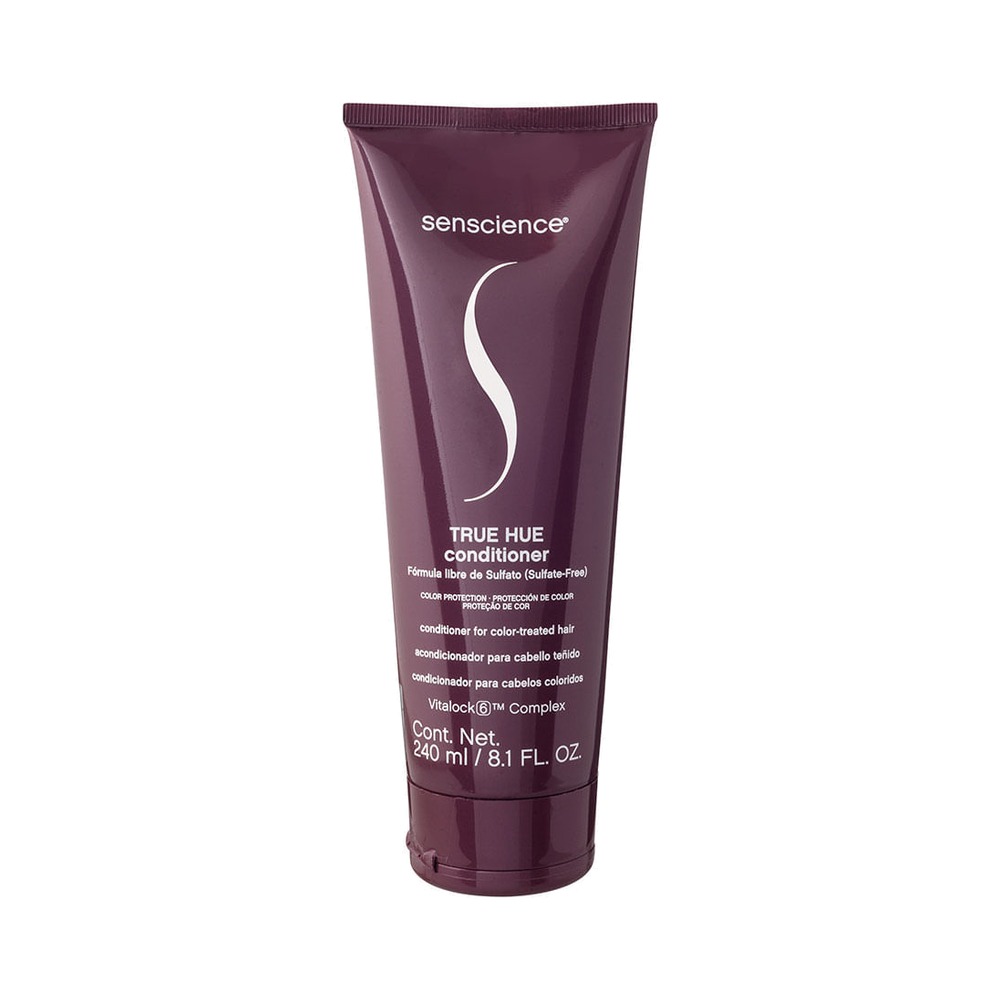 senscience®
TRUE HUE
conditioner
Fórmula libre de Sulfato (Sulfate-Free)
COLOR PROTECTION · PROTECCIÓN DE COLOR
PROTEÇÃO DE COR
conditioner for color-treated hair
acondicionador para cabello teñido
condicionador para cabelos coloridos
Vitalock6™ Complex
Cont. Net.
240 ml / 8.1 FL. OZ.